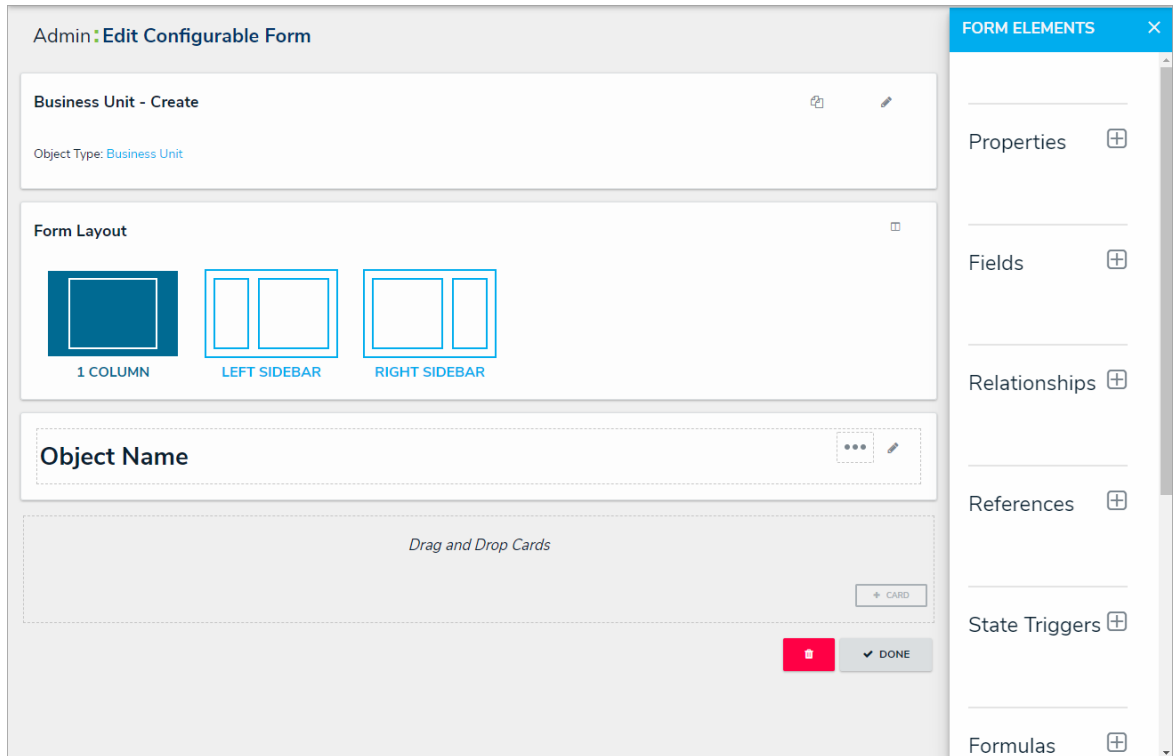 Admin:Edit Configurable Form
Business Unit - Create
Object Type: Business Unit
Form Layout
1 COLUMN
LEFT SIDEBAR
RIGHT SIDEBAR
Object Name
Drag and Drop Cards
+ CARD
DONE
FORM ELEMENTS
Properties
Fields
Relationships
References
State Triggers
Formulas